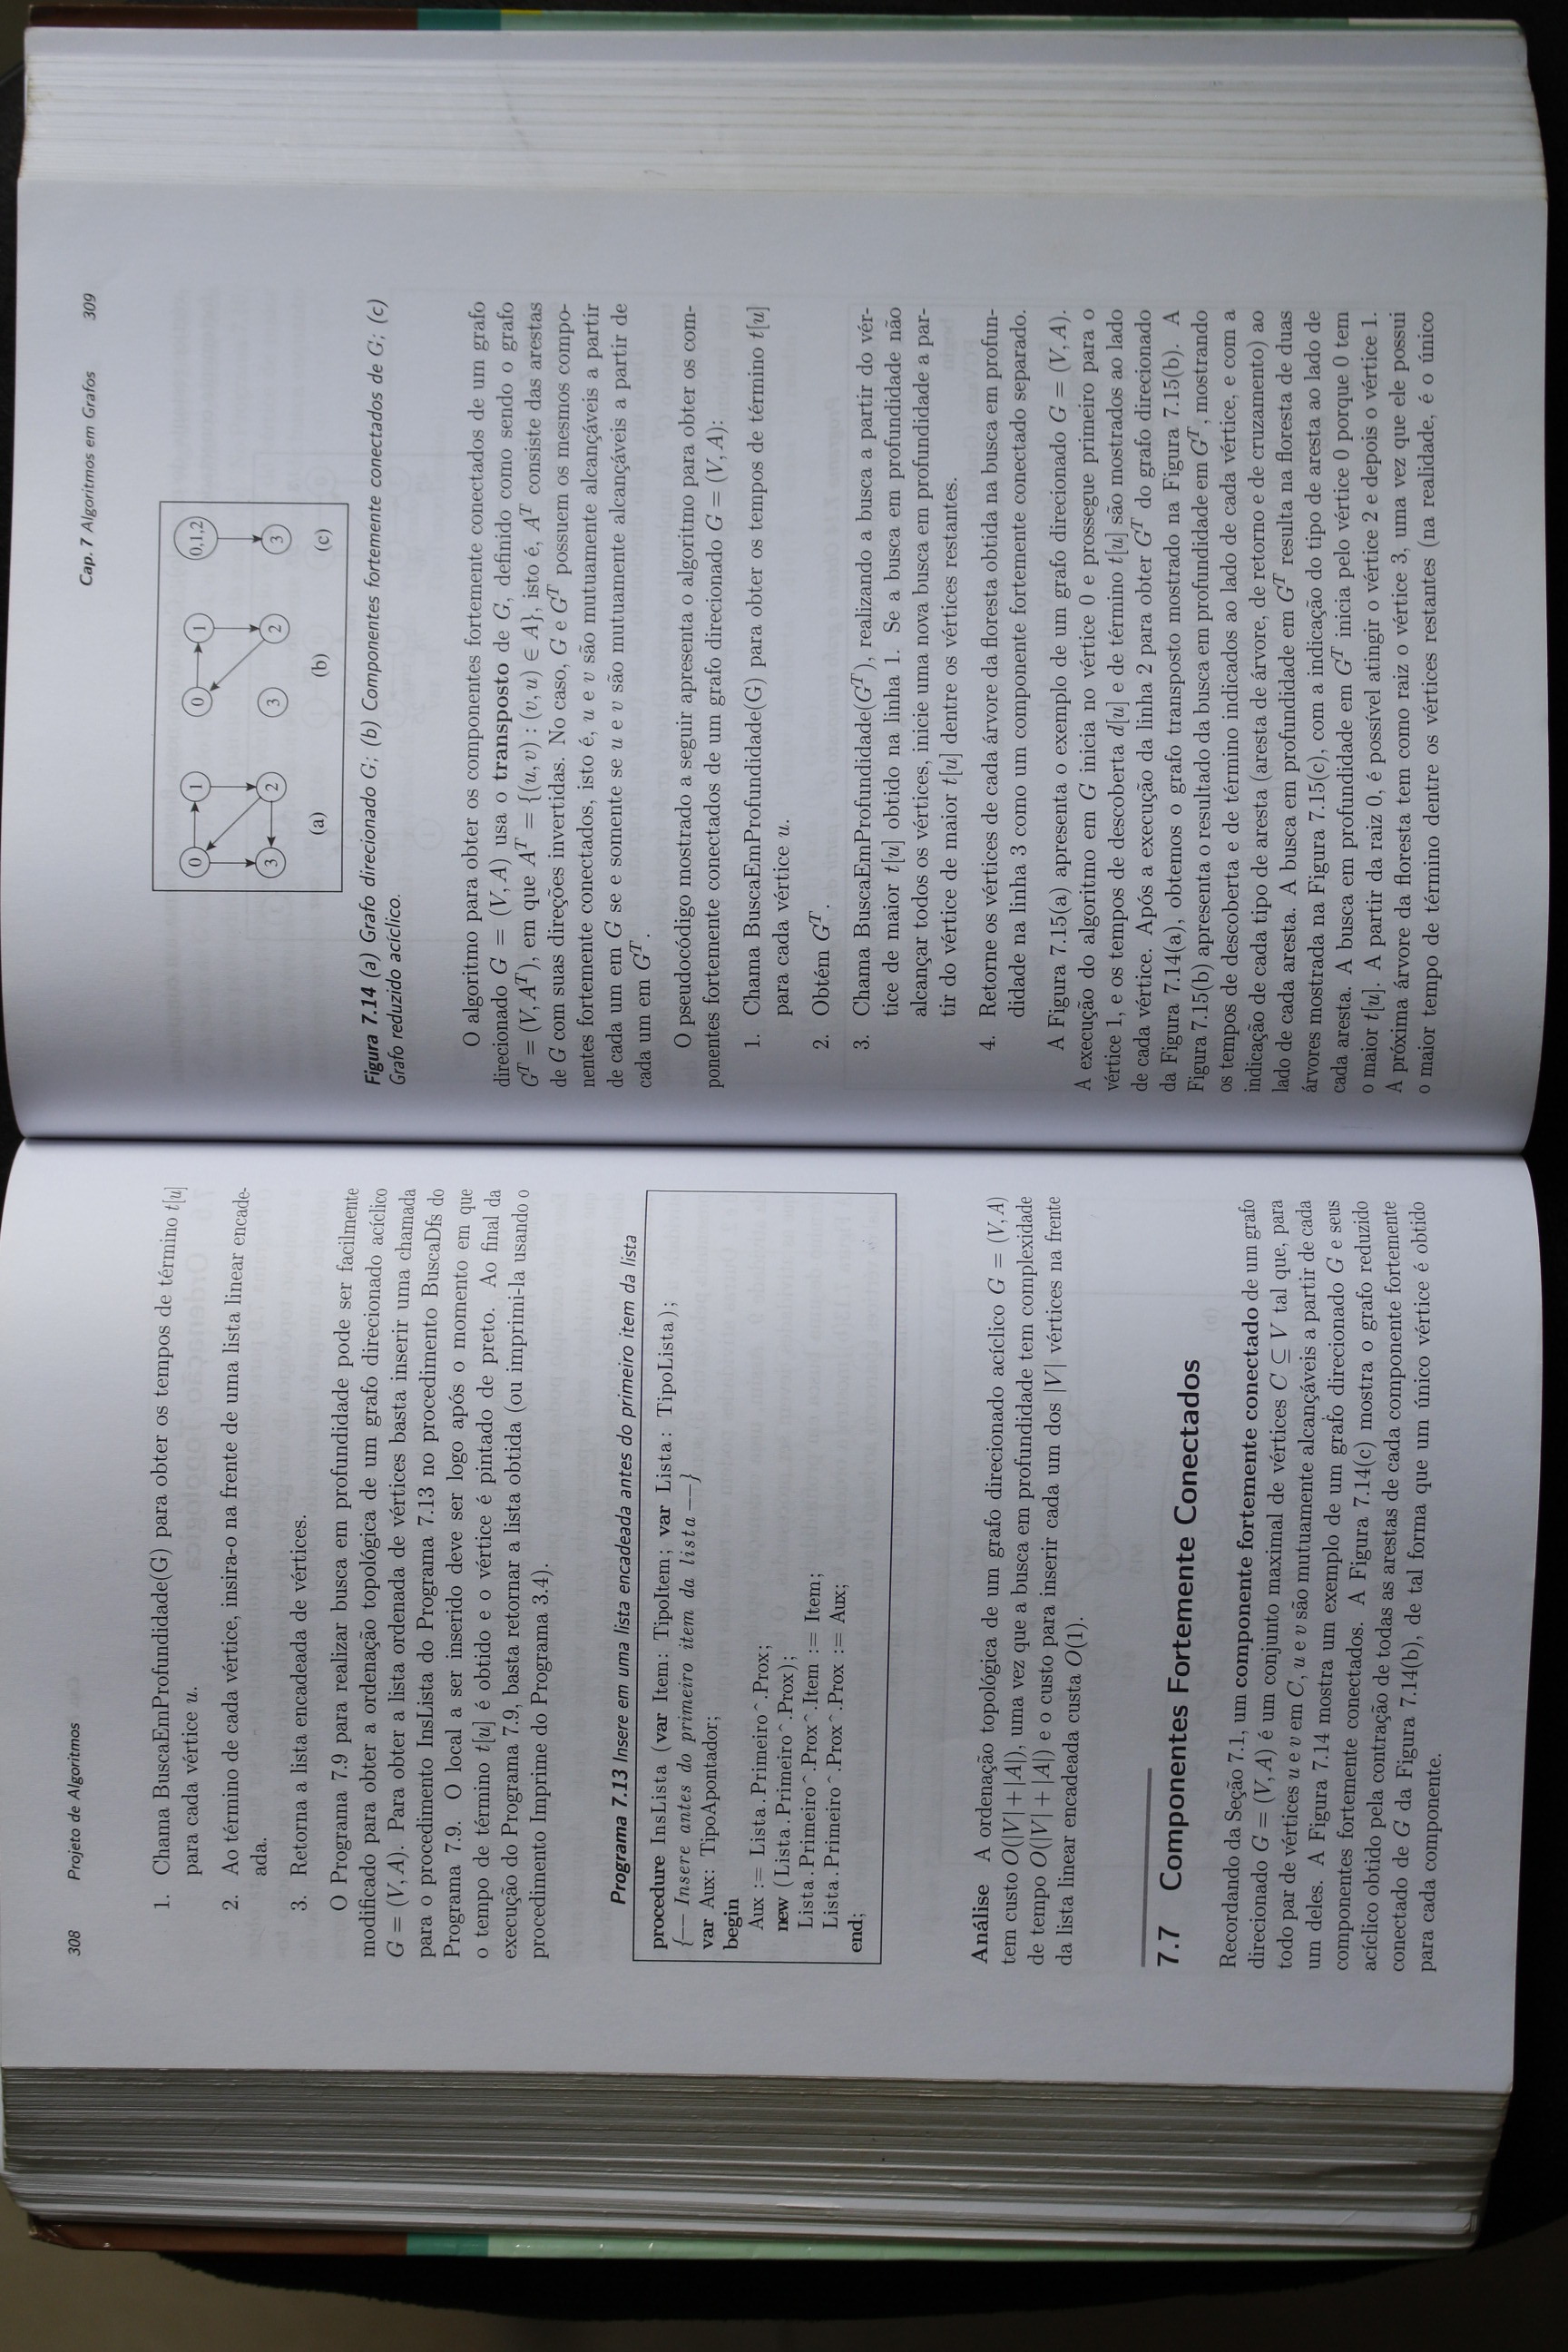 308 Projeto de Algoritmos
1. Chama BuscaEmProfundidade(G) para obter os tempos de término t[u]
para cada vértice u.
2. Ao término de cada vértice, insira-o na frente de uma lista linear encade-
ada.
3. Retorna a lista encadeada de vértices.
O Programa 7.9 para realizar busca em profundidade pode ser facilmente
modificado para obter a ordenação topológica de um grafo direcionado acíclico
G = (V, A). Para obter a lista ordenada de vértices basta inserir uma chamada
para o procedimento InsLista do Programa 7.13 no procedimento BuscaDfs do
Programa 7.9. O local a ser inserido deve ser logo após o momento em que
o tempo de término t[u] é obtido e o vértice é pintado de preto. Ao final da
execução do Programa 7.9, basta retornar a lista obtida (ou imprimi-la usando o
procedimento Imprime do Programa 3.4).
Programa 7.13 Insere em uma lista encadeada antes do primeiro item da lista
procedure InsLista (var Item: TipoItem; var Lista: TipoLista);
{-- Insere antes do primeiro item da lista --}
var Aux: TipoApontador;
begin
Aux := Lista.Primeiro^.Prox;
new (Lista.Primeiro^.Prox);
Lista.Primeiro^.Prox^.Item := Item;
Lista.Primeiro^.Prox^.Prox := Aux;
end;
Análise A ordenação topológica de um grafo direcionado acíclico G = (V, A)
tem custo O(|V| + |A|), uma vez que a busca em profundidade tem complexidade
de tempo O(|V| + |A|) e o custo para inserir cada um dos |V| vértices na frente
da lista linear encadeada custa O(1).
7.7 Componentes Fortemente Conectados
Recordando da Seção 7.1, um componente fortemente conectado de um grafo
direcionado G = (V, A) é um conjunto maximal de vértices C ⊆ V tal que, para
todo par de vértices u e v em C, u e v são mutuamente alcançáveis a partir de cada
um deles. A Figura 7.14 mostra um exemplo de um grafo direcionado G e seus
componentes fortemente conectados. A Figura 7.14(c) mostra o grafo reduzido
acíclico obtido pela contração de todas as arestas de cada componente fortemente
conectado de G da Figura 7.14(b), de tal forma que um único vértice é obtido
para cada componente.
Cap. 7 Algoritmos em Grafos 309
0 1 0 1 0,1,2
3 2 3 2 3
(a) (b) (c)
Figura 7.14 (a) Grafo direcionado G; (b) Componentes fortemente conectados de G; (c)
Grafo reduzido acíclico.
O algoritmo para obter os componentes fortemente conectados de um grafo
direcionado G = (V, A) usa o transposto de G, definido como sendo o grafo
Gᵀ = (V, Aᵀ), em que Aᵀ = {(u, v) : (v, u) ∈ A}, isto é, Aᵀ consiste das arestas
de G com suas direções invertidas. No caso, G e Gᵀ possuem os mesmos compo-
nentes fortemente conectados, isto é, u e v são mutuamente alcançáveis a partir
de cada um em G se e somente se u e v são mutuamente alcançáveis a partir de
cada um em Gᵀ.
O pseudocódigo mostrado a seguir apresenta o algoritmo para obter os com-
ponentes fortemente conectados de um grafo direcionado G = (V, A):
1. Chama BuscaEmProfundidade(G) para obter os tempos de término t[u]
para cada vértice u.
2. Obtém Gᵀ.
3. Chama BuscaEmProfundidade(Gᵀ), realizando a busca a partir do vér-
tice de maior t[u] obtido na linha 1. Se a busca em profundidade não
alcançar todos os vértices, inicie uma nova busca em profundidade a par-
tir do vértice de maior t[u] dentre os vértices restantes.
4. Retorne os vértices de cada árvore da floresta obtida na busca em profun-
didade na linha 3 como um componente fortemente conectado separado.
A Figura 7.15(a) apresenta o exemplo de um grafo direcionado G = (V, A).
A execução do algoritmo em G inicia no vértice 0 e prossegue primeiro para o
vértice 1, e os tempos de descoberta d[u] e de término t[u] são mostrados ao lado
de cada vértice. Após a execução da linha 2 para obter Gᵀ do grafo direcionado
da Figura 7.14(a), obtemos o grafo transposto mostrado na Figura 7.15(b). A
Figura 7.15(b) apresenta o resultado da busca em profundidade em Gᵀ, mostrando
os tempos de descoberta e de término indicados ao lado de cada vértice, e com a
indicação de cada tipo de aresta (aresta de árvore, de retorno e de cruzamento) ao
lado de cada aresta. A busca em profundidade em Gᵀ resulta na floresta de duas
árvores mostrada na Figura 7.15(c), com a indicação do tipo de aresta ao lado de
cada aresta. A busca em profundidade em Gᵀ inicia pelo vértice 0 porque 0 tem
o maior t[u]. A partir da raiz 0, é possível atingir o vértice 2 e depois o vértice 1.
A próxima árvore da floresta tem como raiz o vértice 3, uma vez que ele possui
o maior tempo de término dentre os vértices restantes (na realidade, é o único